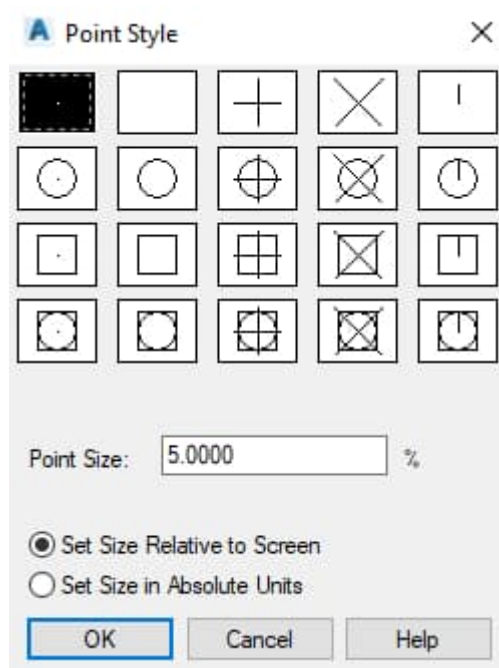 Point Style
Point Size: 5.0000 %
Set Size Relative to Screen
Set Size in Absolute Units
OK Cancel Help